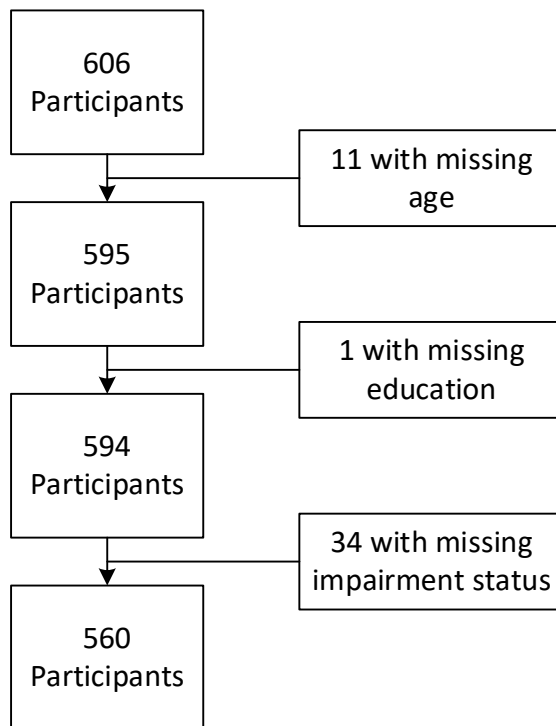 606
Participants
11 with missing
age
595
Participants
1 with missing
education
594
Participants
34 with missing
impairment status
560
Participants